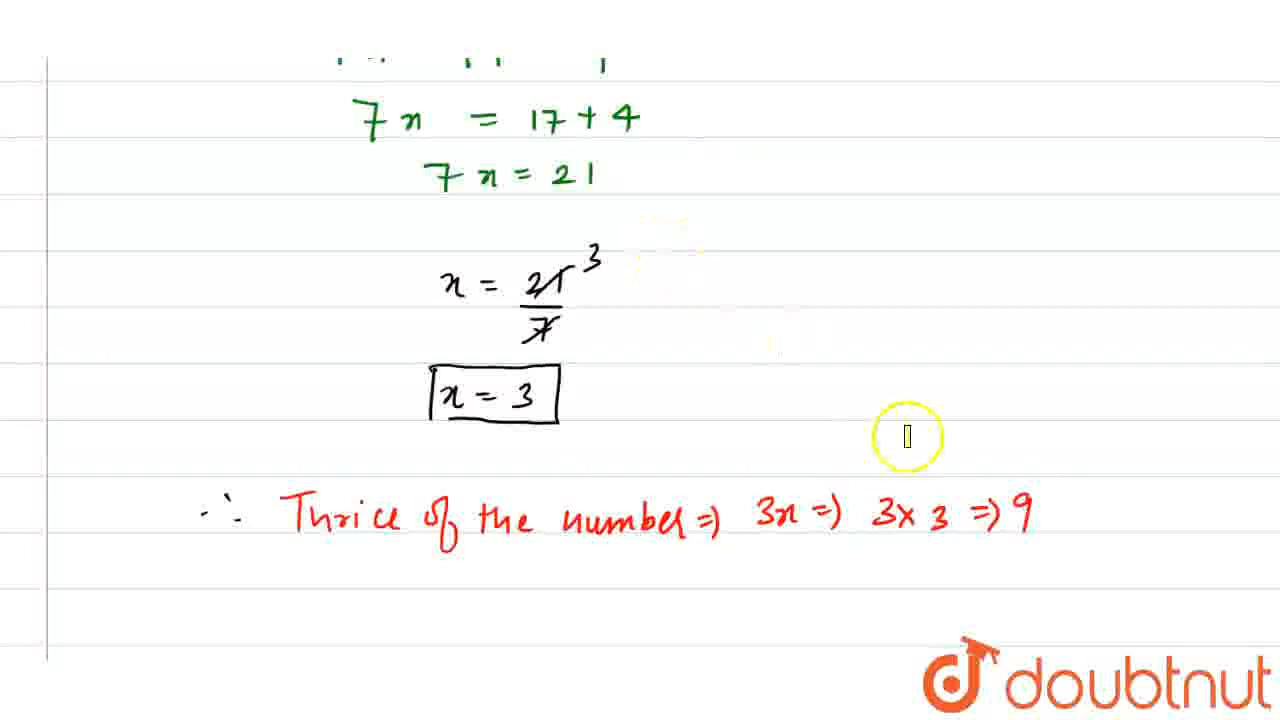 7x = 17 + 4
7x = 21
x = 21/7 3
x = 3
∴ Thrice of the number ⇒ 3x ⇒ 3 x 3 ⇒ 9
doubtnut